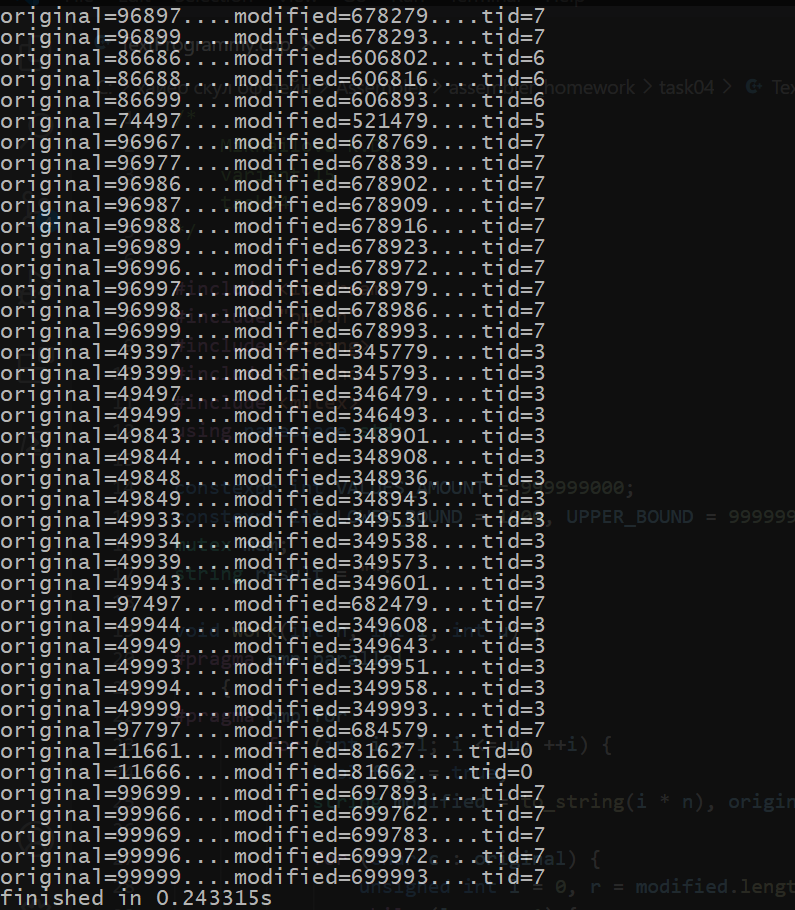 original=96897....modified=678279....tid=7
original=96899....modified=678293....tid=7
original=86686....modified=606802....tid=6
original=86688....modified=606816....tid=6
original=86699....modified=606893....tid=6
original=74497....modified=521479....tid=5
original=96967....modified=678769....tid=7
original=96977....modified=678839....tid=7
original=96986....modified=678902....tid=7
original=96987....modified=678909....tid=7
original=96988....modified=678916....tid=7
original=96989....modified=678923....tid=7
original=96996....modified=678972....tid=7
original=96997....modified=678979....tid=7
original=96998....modified=678986....tid=7
original=96999....modified=678993....tid=7
original=49397....modified=345779....tid=3
original=49399....modified=345793....tid=3
original=49497....modified=346479....tid=3
original=49499....modified=346493....tid=3
original=49843....modified=348901....tid=3
original=49844....modified=348908....tid=3
original=49848....modified=348936....tid=3
original=49849....modified=348943....tid=3
original=49933....modified=349531....tid=3
original=49934....modified=349538....tid=3
original=49939....modified=349573....tid=3
original=49943....modified=349601....tid=3
original=97497....modified=682479....tid=7
original=49944....modified=349608....tid=3
original=49949....modified=349643....tid=3
original=49993....modified=349951....tid=3
original=49994....modified=349958....tid=3
original=49999....modified=349993....tid=3
original=97797....modified=684579....tid=7
original=11661....modified=81627....tid=0
original=11666....modified=81662....tid=0
original=99699....modified=697893....tid=7
original=99966....modified=699762....tid=7
original=99969....modified=699783....tid=7
original=99996....modified=699972....tid=7
original=99999....modified=699993....tid=7
finished in 0.243315s